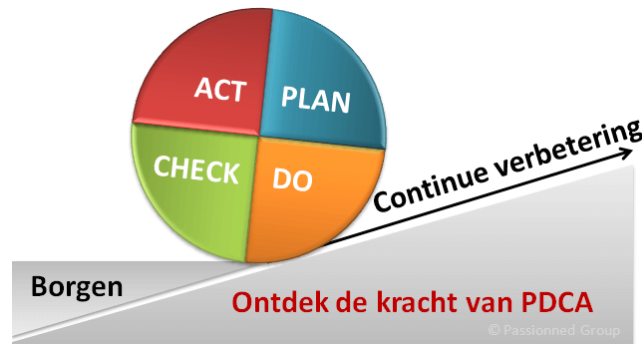 ACT
PLAN
CHECK
DO
Continue verbetering
Borgen
Ontdek de kracht van PDCA
© Passionned Group